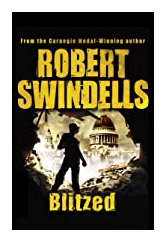 From the Carnegie Medal-Winning author
ROBERT
SWINDELLS
Blitzed